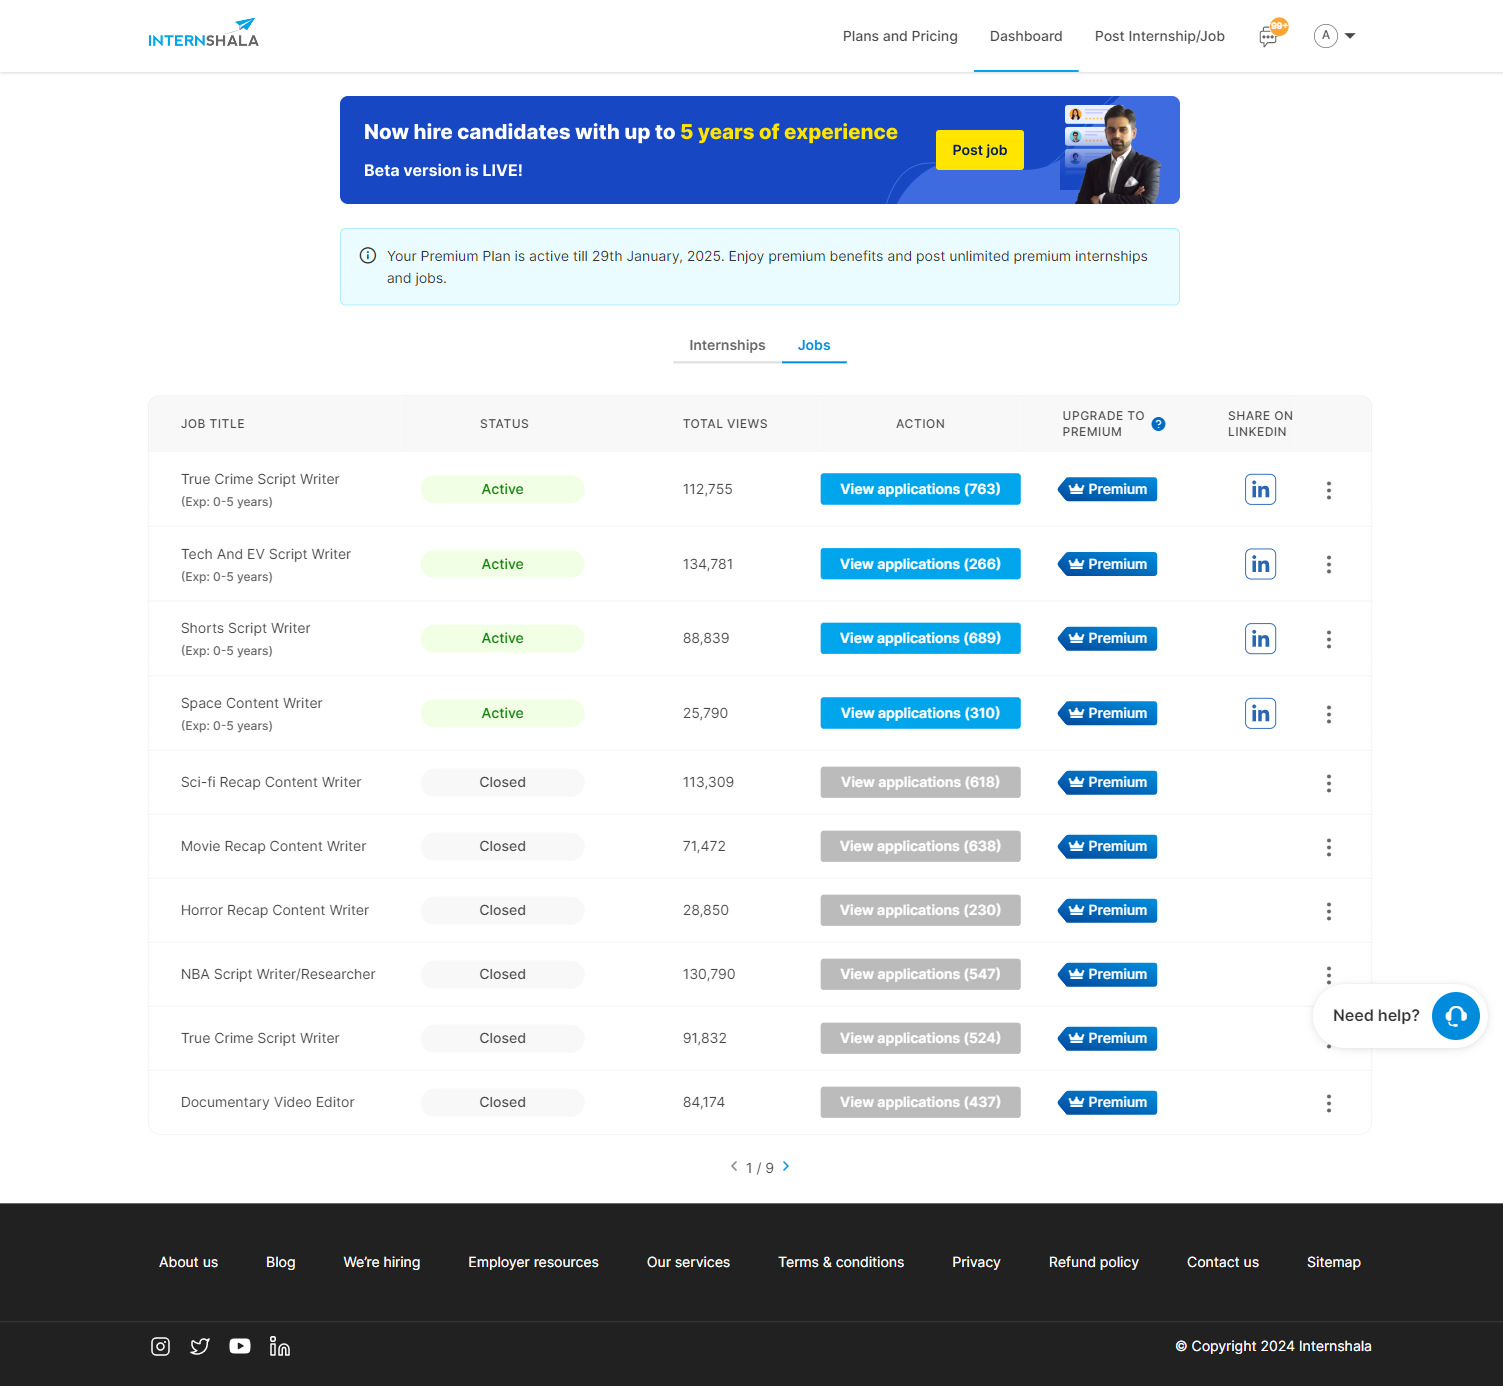 INTERNSHALA
Plans and Pricing
Dashboard
Post Internship/Job
99+
A
Now hire candidates with up to 5 years of experience
Beta version is LIVE!
Post job
Your Premium Plan is active till 29th January, 2025. Enjoy premium benefits and post unlimited premium internships
and jobs.
Internships
Jobs
JOB TITLE
STATUS
TOTAL VIEWS
ACTION
UPGRADE TO
PREMIUM
?
SHARE ON
LINKEDIN
True Crime Script Writer
(Exp: 0-5 years)
Active
112,755
View applications (763)
Premium
in
Tech And EV Script Writer
(Exp: 0-5 years)
Active
134,781
View applications (266)
Premium
in
Shorts Script Writer
(Exp: 0-5 years)
Active
88,839
View applications (689)
Premium
in
Space Content Writer
(Exp: 0-5 years)
Active
25,790
View applications (310)
Premium
in
Sci-fi Recap Content Writer
Closed
113,309
View applications (618)
Premium
Movie Recap Content Writer
Closed
71,472
View applications (638)
Premium
Horror Recap Content Writer
Closed
28,850
View applications (230)
Premium
NBA Script Writer/Researcher
Closed
130,790
View applications (547)
Premium
Need help?
True Crime Script Writer
Closed
91,832
View applications (524)
Premium
Documentary Video Editor
Closed
84,174
View applications (437)
Premium
1 / 9
About us
Blog
We're hiring
Employer resources
Our services
Terms & conditions
Privacy
Refund policy
Contact us
Sitemap
in
© Copyright 2024 Internshala